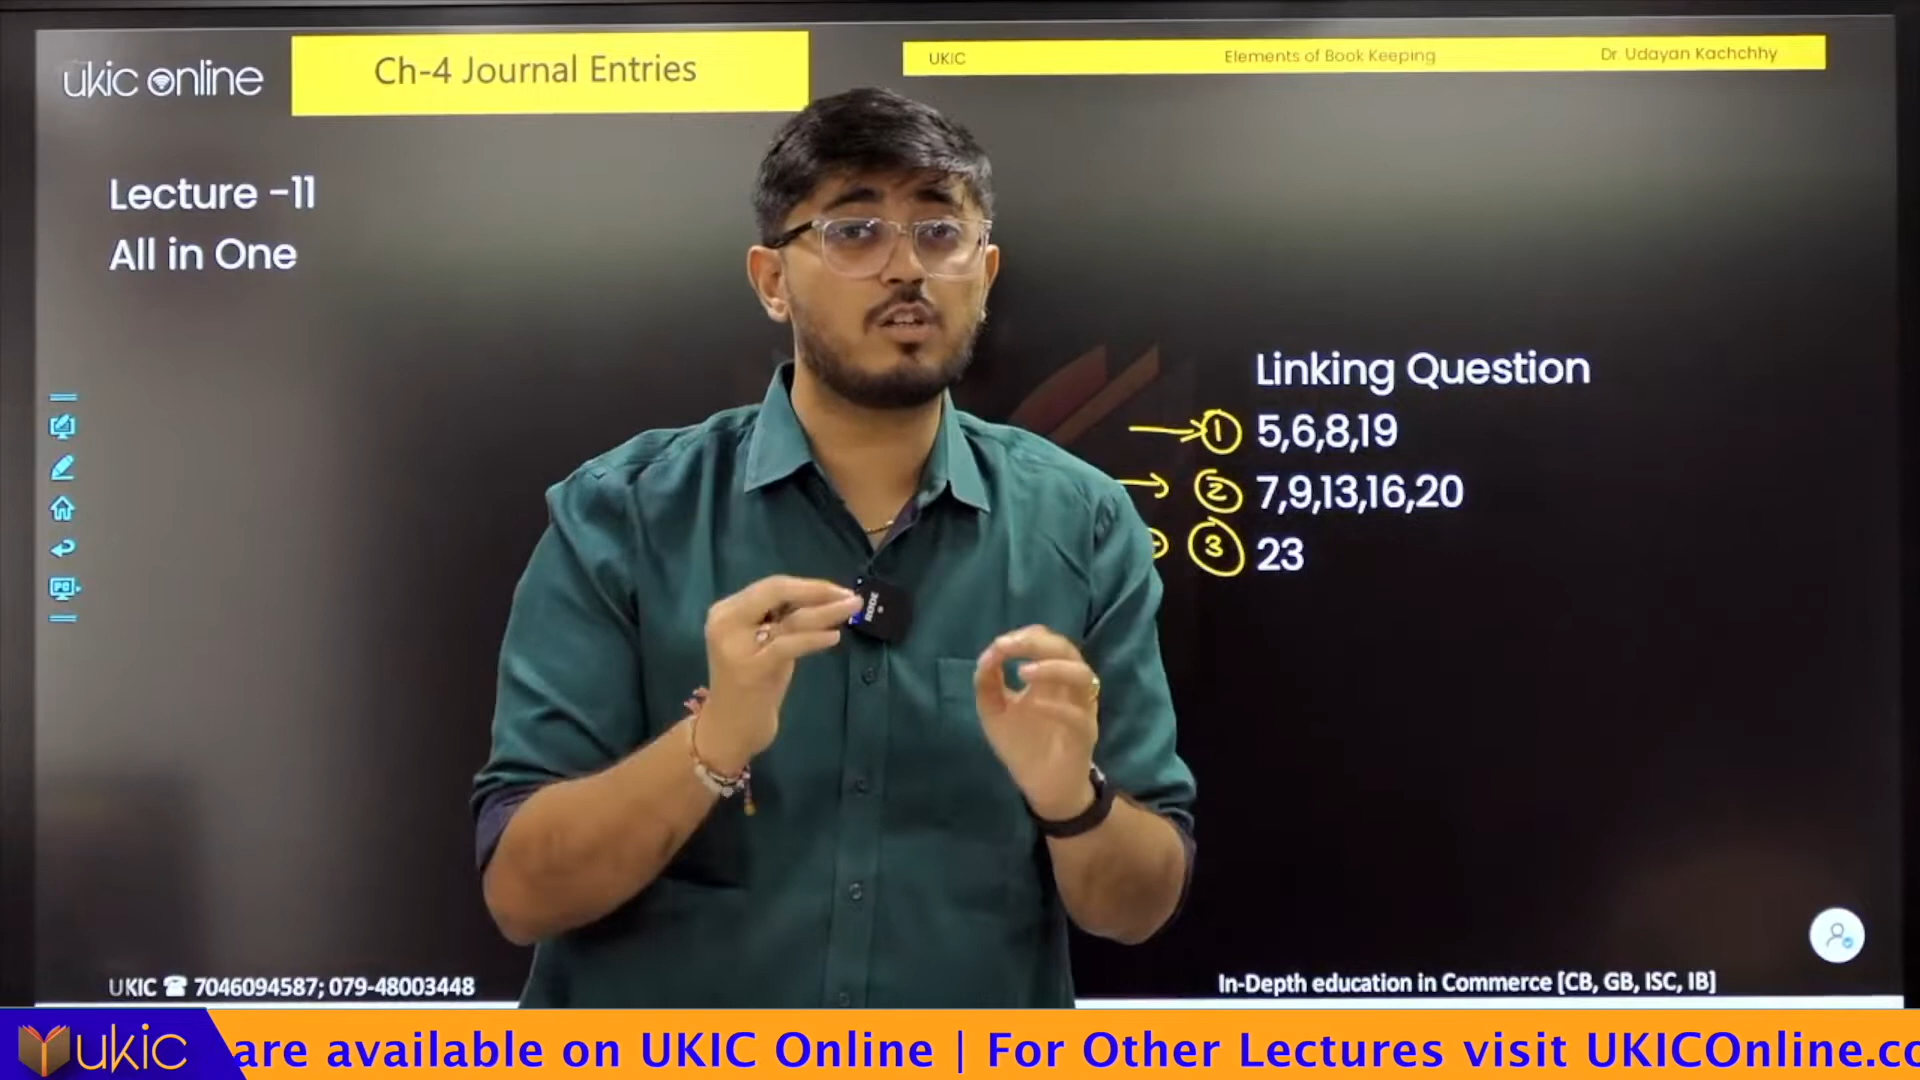 ukic online
Ch-4 Journal Entries
UKIC Elements of Book Keeping Dr. Udayan Kachchhy
Lecture -11
All in One
Linking Question
1 5,6,8,19
2 7,9,13,16,20
3 23
RODE
UKIC ☎ 7046094587; 079-48003448
In-Depth education in Commerce [CB, GB, ISC, IB]
ukic
are available on UKIC Online | For Other Lectures visit UKICOnline.co